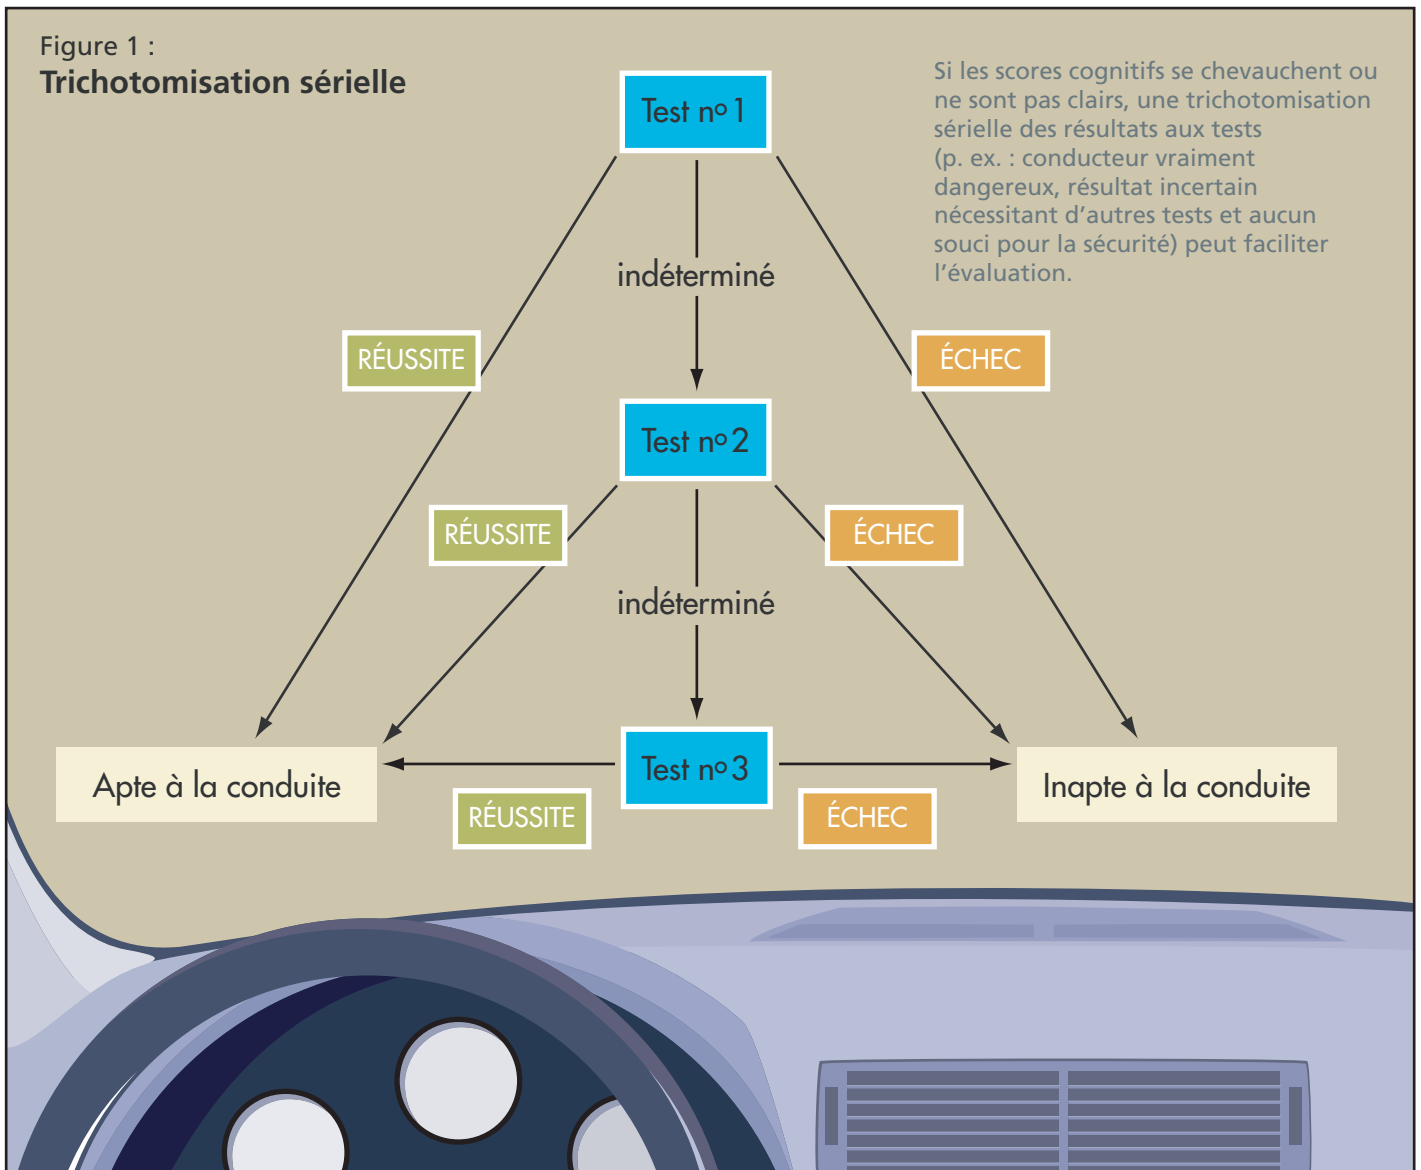 Figure 1 :
Trichotomisation sérielle
Si les scores cognitifs se chevauchent ou
ne sont pas clairs, une trichotomisation
sérielle des résultats aux tests
(p. ex. : conducteur vraiment
dangereux, résultat incertain
nécessitant d’autres tests et aucun
souci pour la sécurité) peut faciliter
l’évaluation.
Test nº 1
indéterminé
RÉUSSITE
ÉCHEC
Test nº 2
RÉUSSITE
ÉCHEC
indéterminé
Apte à la conduite
Test nº 3
Inapte à la conduite
RÉUSSITE
ÉCHEC